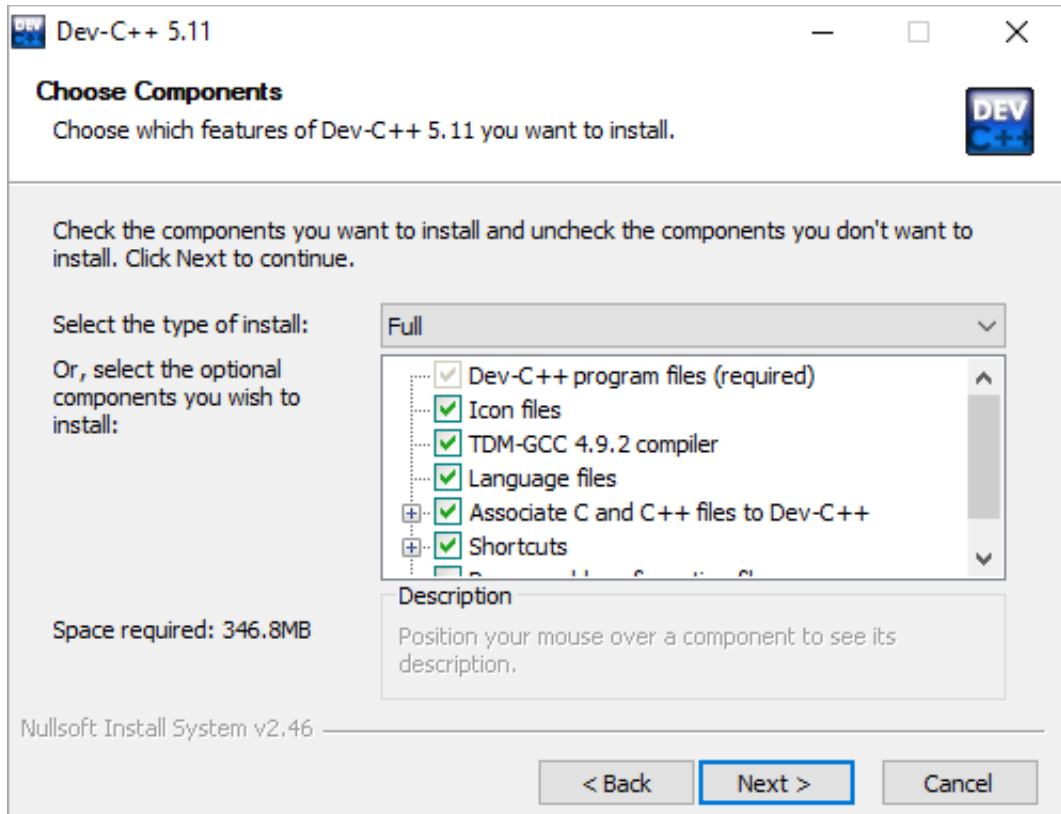 DEV C++ Dev-C++ 5.11
Choose Components
Choose which features of Dev-C++ 5.11 you want to install.
DEV
C++
Check the components you want to install and uncheck the components you don't want to
install. Click Next to continue.
Select the type of install: Full
Or, select the optional
components you wish to
install:
Dev-C++ program files (required)
Icon files
TDM-GCC 4.9.2 compiler
Language files
Associate C and C++ files to Dev-C++
Shortcuts
Space required: 346.8MB
Description
Position your mouse over a component to see its
description.
Nullsoft Install System v2.46
< Back Next > Cancel